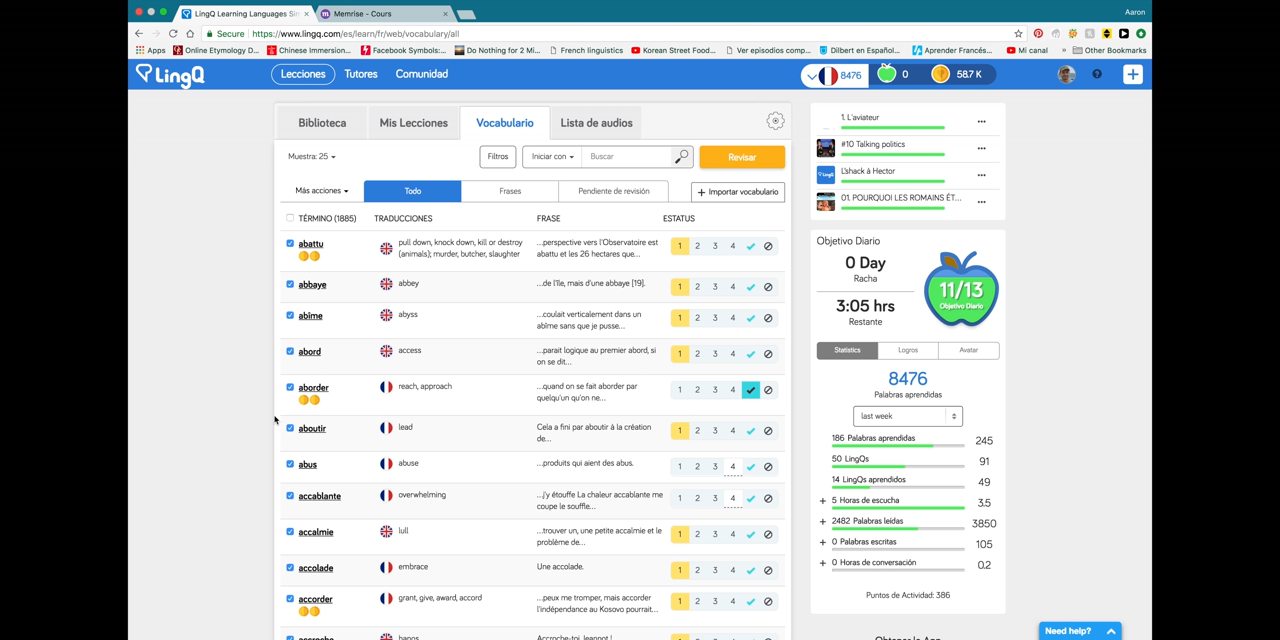 LingQ Learning Languages Sim
Memrise - Cours
Aaron
Secure
https://www.lingq.com/es/learn/fr/web/vocabulary/all
Apps
Online Etymology D...
Chinese Immersion...
Facebook Symbols:...
Do Nothing for 2 Mi...
French linguistics
Korean Street Food...
Ver episodios comp...
Dilbert en Español...
Aprender Francés...
Mi canal
»
Other Bookmarks
LingQ
Lecciones
Tutores
Comunidad
8476
0
58.7 K
?
+
Biblioteca
Mis Lecciones
Vocabulario
Lista de audios
Muestra: 25
Filtros
Iniciar con
Buscar
Revisar
Más acciones
Todo
Frases
Pendiente de revisión
+ Importar vocabulario
TÉRMINO (1885)
TRADUCCIONES
FRASE
ESTATUS
abattu
pull down, knock down, kill or destroy
(animals); murder, butcher, slaughter
...perspective vers l'Observatoire est
abattu et les 26 hectares que...
1 2 3 4
abbaye
abbey
...de l'île, mais d'une abbaye [19].
1 2 3 4
abîme
abyss
...coulait verticalement dans un
abîme sans que je pusse...
1 2 3 4
abord
access
...parait logique au premier abord, si
on se dit...
1 2 3 4
aborder
reach, approach
...quand on se fait aborder par
quelqu'un qu'on ne...
1 2 3 4
aboutir
lead
Cela a fini par aboutir à la création
de...
1 2 3 4
abus
abuse
...produits qui aient des abus.
1 2 3 4
accablante
overwhelming
...j'y étouffe La chaleur accablante me
coupe le souffle...
1 2 3 4
accalmie
lull
...trouver un, une petite accalmie et le
problème de...
1 2 3 4
accolade
embrace
Une accolade.
1 2 3 4
accorder
grant, give, award, accord
...peux me tromper, mais accorder
l'indépendance au Kosovo pourrait...
1 2 3 4
accroche
hangs
Accroche-toi, Jeannot !
1. L'aviateur
#10 Talking politics
L'shack à Hector
01. POURQUOI LES ROMAINS ÉT...
Objetivo Diario
0 Day
Racha
3:05 hrs
Restante
11/13
Objetivo Diario
Statistics
Logros
Avatar
8476
Palabras aprendidas
last week
186 Palabras aprendidas
245
50 LingQs
91
14 LingQs aprendidos
49
+ 5 Horas de escucha
3.5
+ 2482 Palabras leídas
3850
+ 0 Palabras escritas
105
+ 0 Horas de conversación
0.2
Puntos de Actividad: 386
Need help?